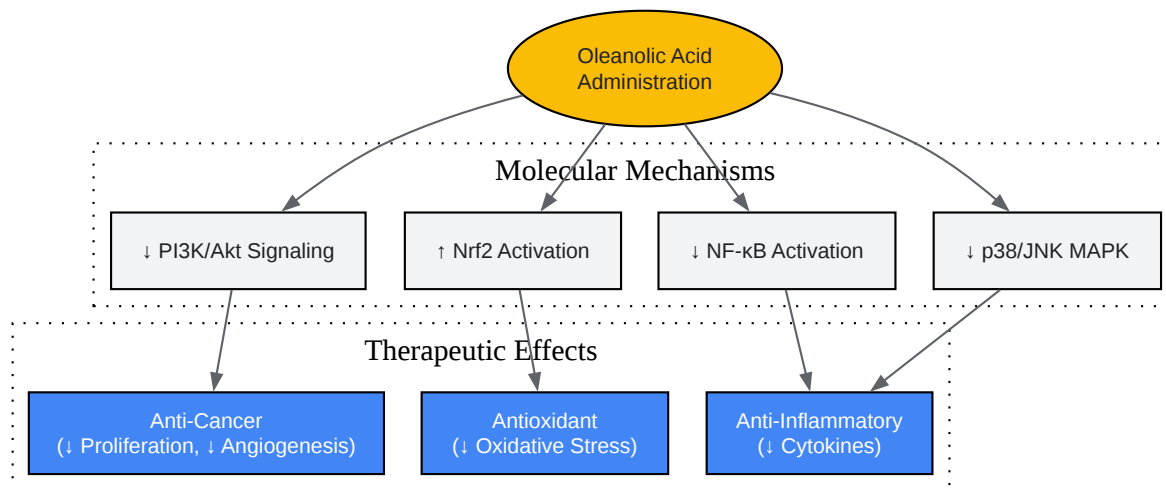 Oleanolic Acid
Administration
Molecular Mechanisms
↓ PI3K/Akt Signaling
↑ Nrf2 Activation
↓ NF-κB Activation
↓ p38/JNK MAPK
Therapeutic Effects
Anti-Cancer
(↓ Proliferation, ↓ Angiogenesis)
Antioxidant
(↓ Oxidative Stress)
Anti-Inflammatory
(↓ Cytokines)